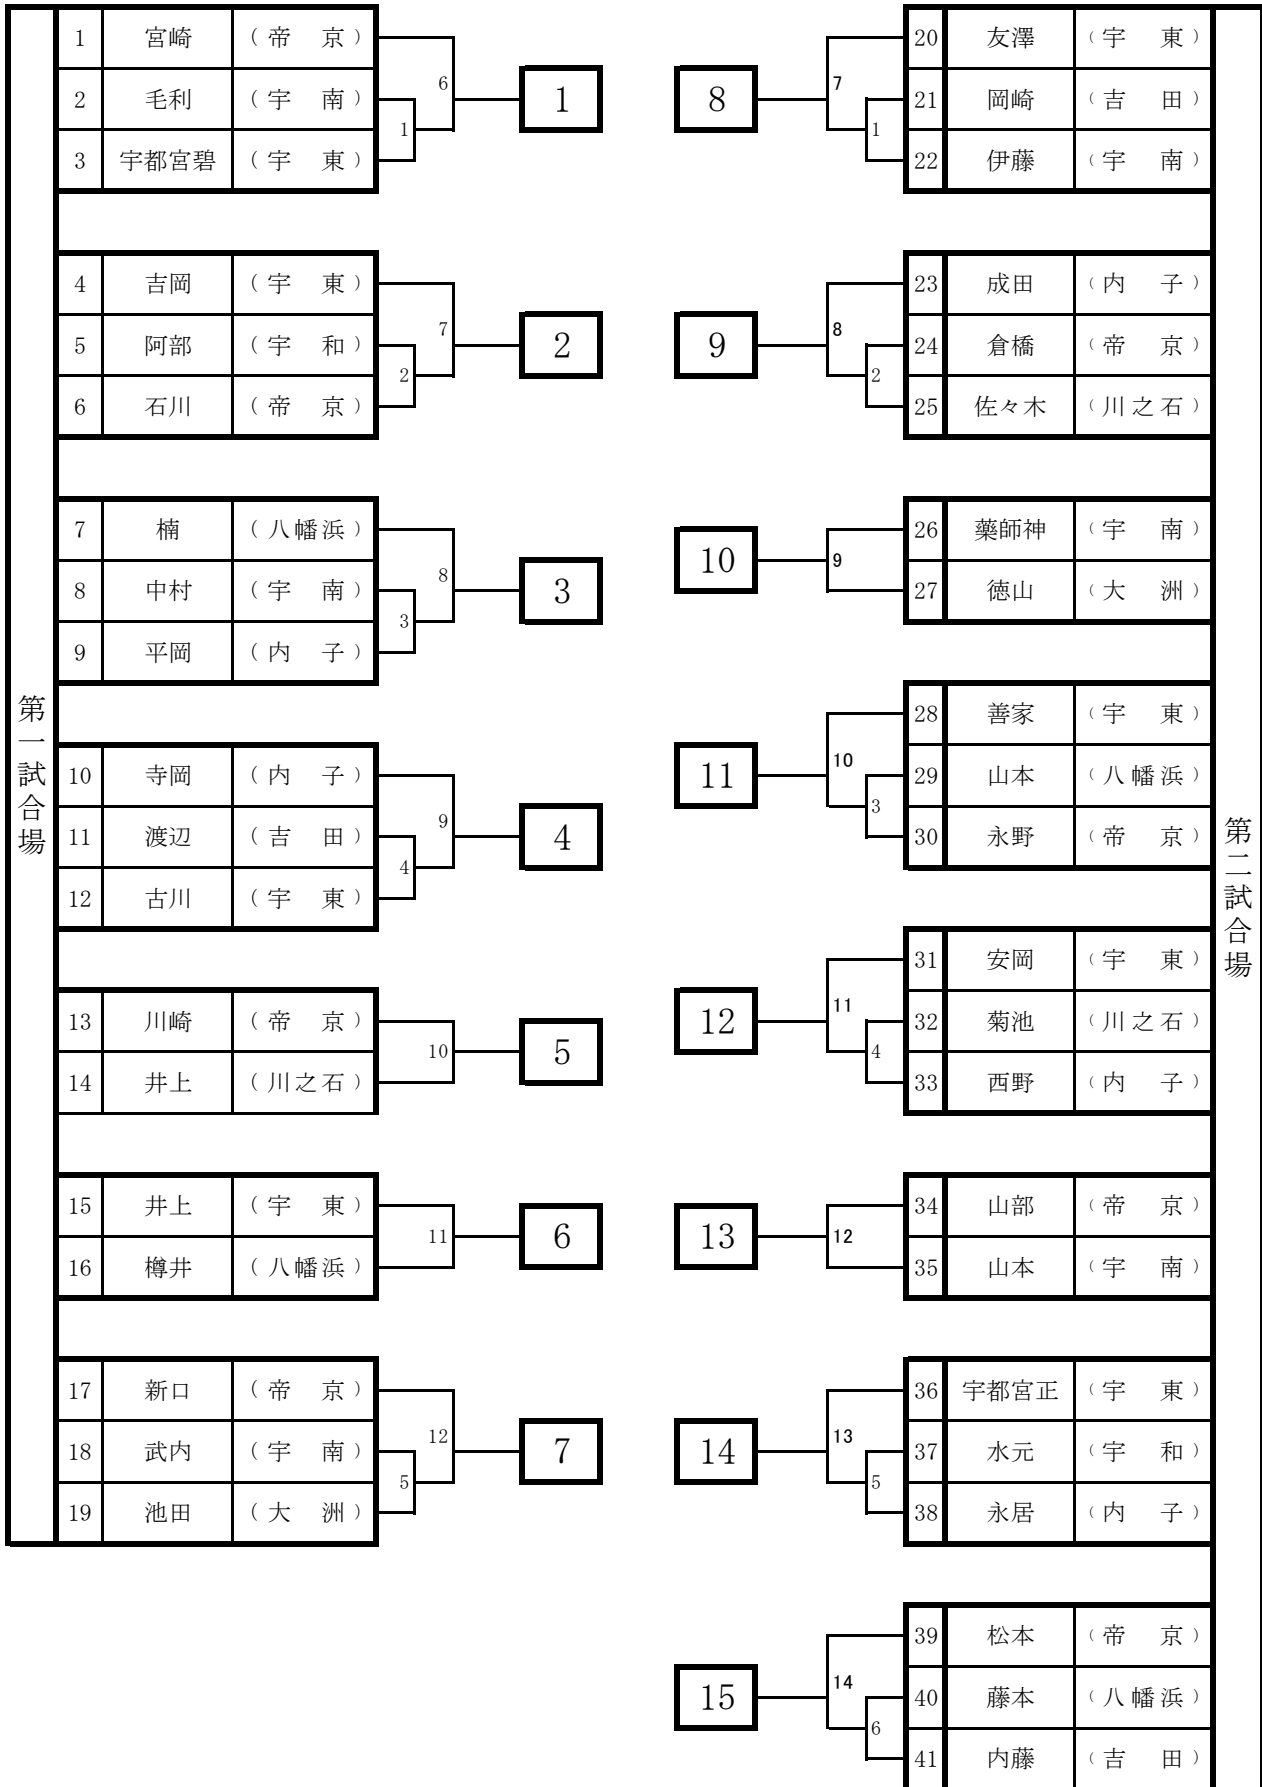 第一試合場
1 宮崎 （帝 京）
2 毛利 （宇 南）
3 宇都宮碧 （宇 東）
6
1
1
4 吉岡 （宇 東）
5 阿部 （宇 和）
6 石川 （帝 京）
7
2
2
7 楠 （八幡浜）
8 中村 （宇 南）
9 平岡 （内 子）
8
3
3
10 寺岡 （内 子）
11 渡辺 （吉 田）
12 古川 （宇 東）
9
4
4
13 川崎 （帝 京）
14 井上 （川之石）
10
5
15 井上 （宇 東）
16 樽井 （八幡浜）
11
6
17 新口 （帝 京）
18 武内 （宇 南）
19 池田 （大 洲）
12
5
7
第二試合場
20 友澤 （宇 東）
21 岡崎 （吉 田）
22 伊藤 （宇 南）
7
1
8
23 成田 （内 子）
24 倉橋 （帝 京）
25 佐々木 （川之石）
8
2
9
26 藥師神 （宇 南）
27 徳山 （大 洲）
9
10
28 善家 （宇 東）
29 山本 （八幡浜）
30 永野 （帝 京）
10
3
11
31 安岡 （宇 東）
32 菊池 （川之石）
33 西野 （内 子）
11
4
12
34 山部 （帝 京）
35 山本 （宇 南）
12
13
36 宇都宮正 （宇 東）
37 水元 （宇 和）
38 永居 （内 子）
13
5
14
39 松本 （帝 京）
40 藤本 （八幡浜）
41 内藤 （吉 田）
14
6
15